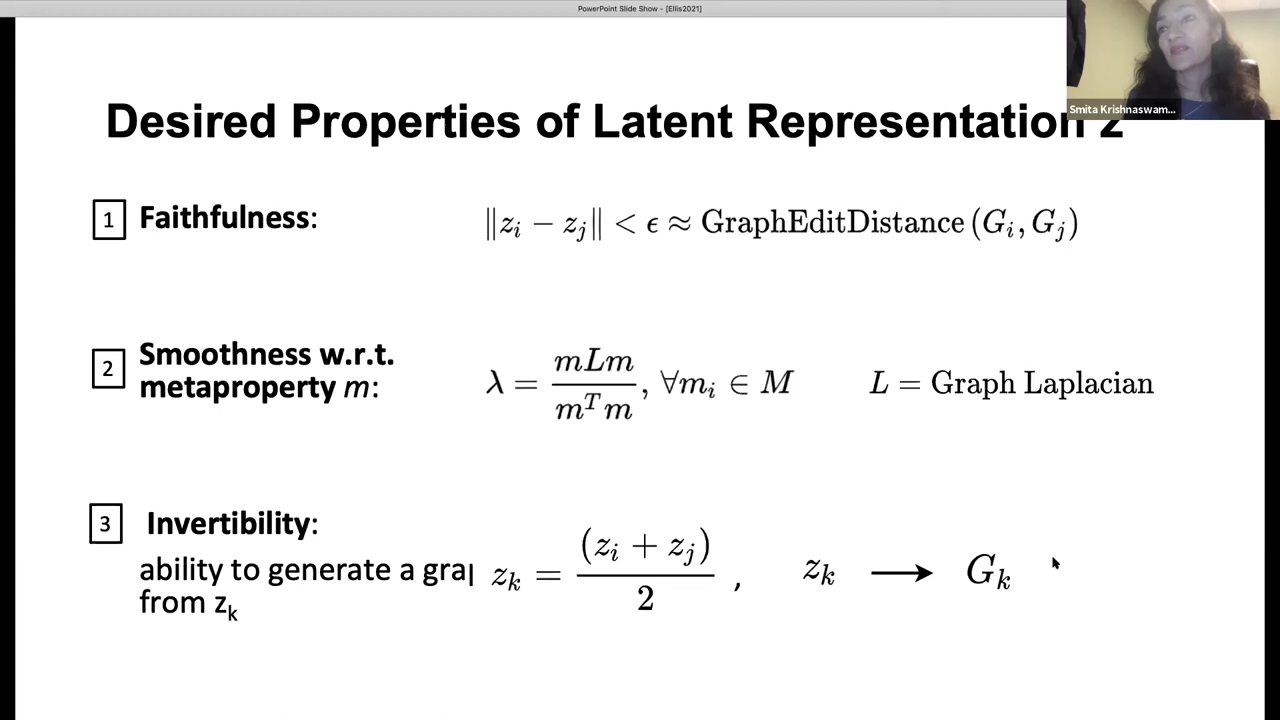 PowerPoint Slide Show - [Ellis2021]
Smita Krishnaswam...
Desired Properties of Latent Representation z
1 Faithfulness: ‖z_i − z_j‖ < ϵ ≈ GraphEditDistance (G_i, G_j)
2 Smoothness w.r.t.
metaproperty m: λ = mLm / m^T m, ∀m_i ∈ M L = Graph Laplacian
3 Invertibility:
ability to generate a gra z_k = (z_i + z_j) / 2 , z_k ⟶ G_k
from z_k